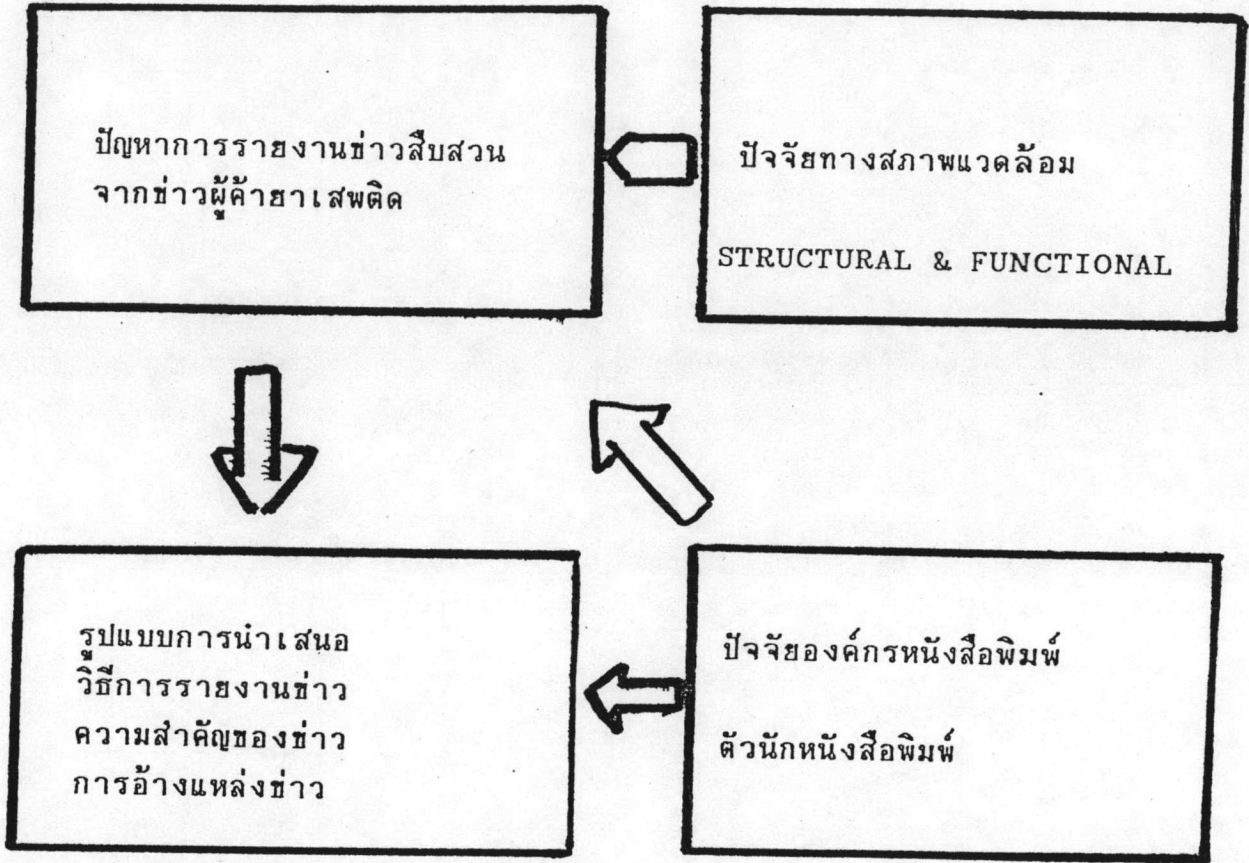 ปัญหาการรายงานข่าวสืบสวน
จากข่าวผู้ค้ายาเสพติด
ปัจจัยทางสภาพแวดล้อม
STRUCTURAL & FUNCTIONAL
รูปแบบการนำเสนอ
วิธีการรายงานข่าว
ความสำคัญของข่าว
การอ้างแหล่งข่าว
ปัจจัยองค์กรหนังสือพิมพ์
ตัวนักหนังสือพิมพ์